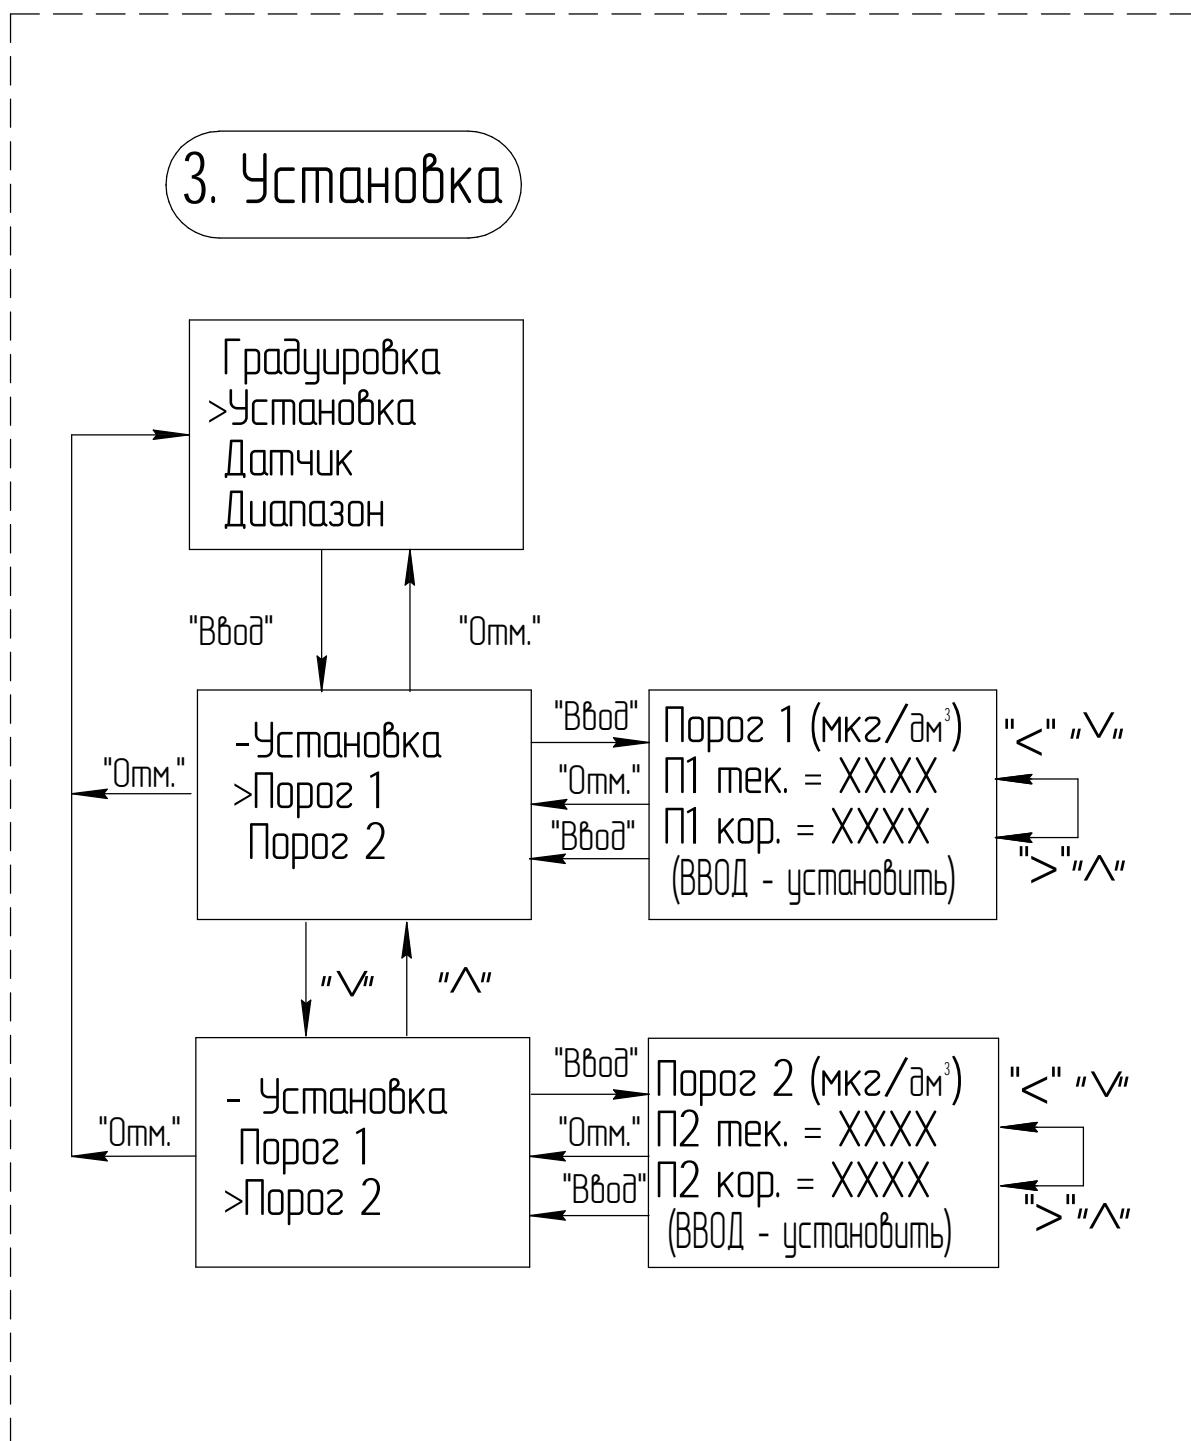 3. Установка
Градуировка
>Установка
Датчик
Диапазон
"Ввод"
"Отм."
-Установка
>Порог 1
Порог 2
"Отм."
"Ввод"
"Отм."
"Ввод"
Порог 1 (мкг/дм³)
П1 тек. = XXXX
П1 кор. = XXXX
(ВВОД - установить)
"<" "∨"
">" "∧"
"∨"
"∧"
- Установка
Порог 1
>Порог 2
"Отм."
"Ввод"
"Отм."
"Ввод"
Порог 2 (мкг/дм³)
П2 тек. = XXXX
П2 кор. = XXXX
(ВВОД - установить)
"<" "∨"
">" "∧"